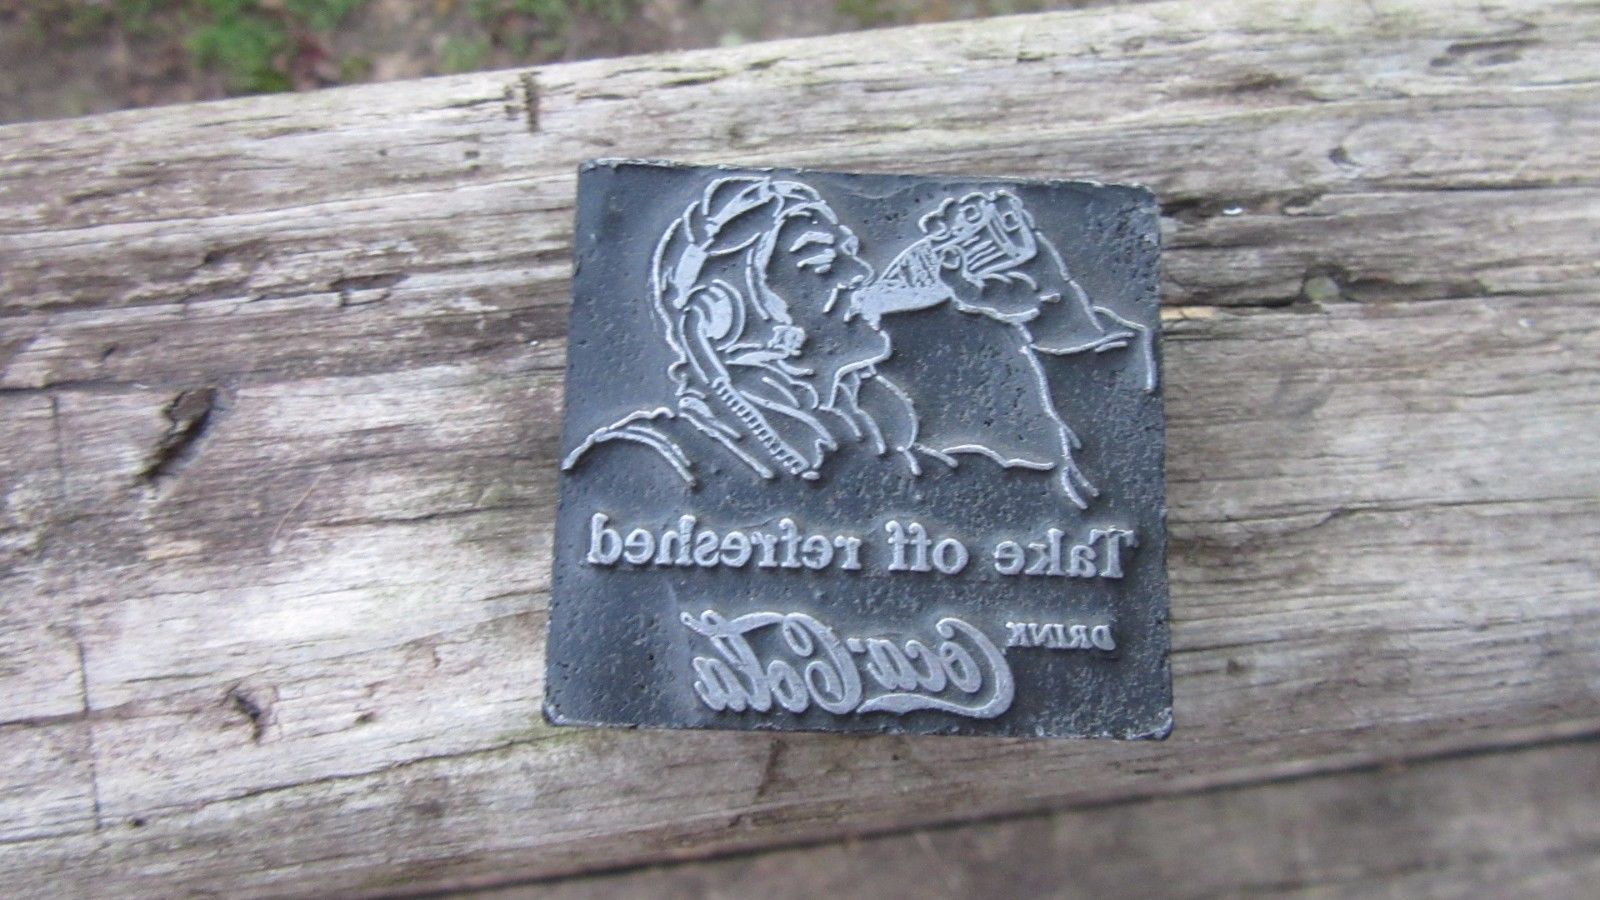 Take off refreshed
DRINK
Coca-Cola